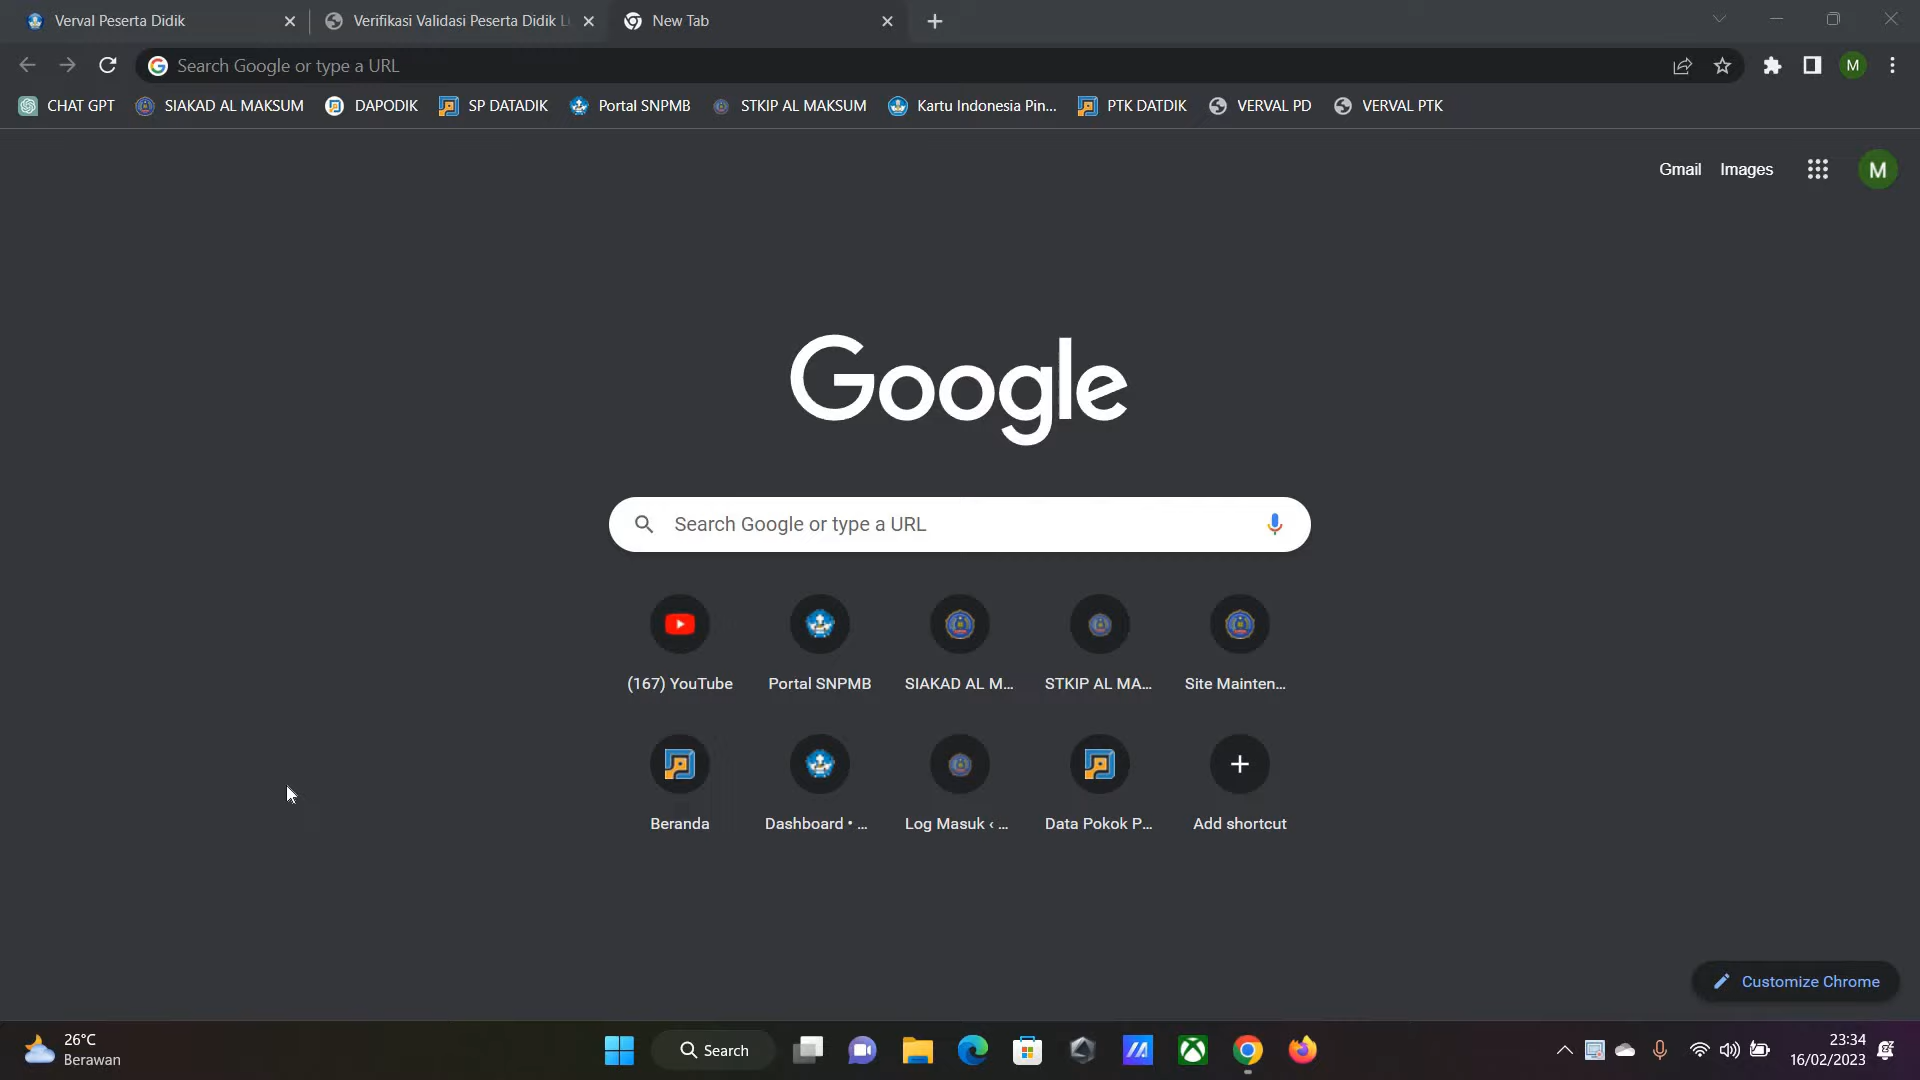 Verval Peserta Didik
Verifikasi Validasi Peserta Didik L
New Tab
Search Google or type a URL
M
CHAT GPT
SIAKAD AL MAKSUM
DAPODIK
SP DATADIK
Portal SNPMB
STKIP AL MAKSUM
Kartu Indonesia Pin...
PTK DATDIK
VERVAL PD
VERVAL PTK
Gmail
Images
M
Google
Search Google or type a URL
(167) YouTube
Portal SNPMB
SIAKAD AL M...
STKIP AL MA...
Site Mainten...
Beranda
Dashboard • ...
Log Masuk ‹ ...
Data Pokok P...
Add shortcut
Customize Chrome
26°C
Berawan
Search
23:34
16/02/2023